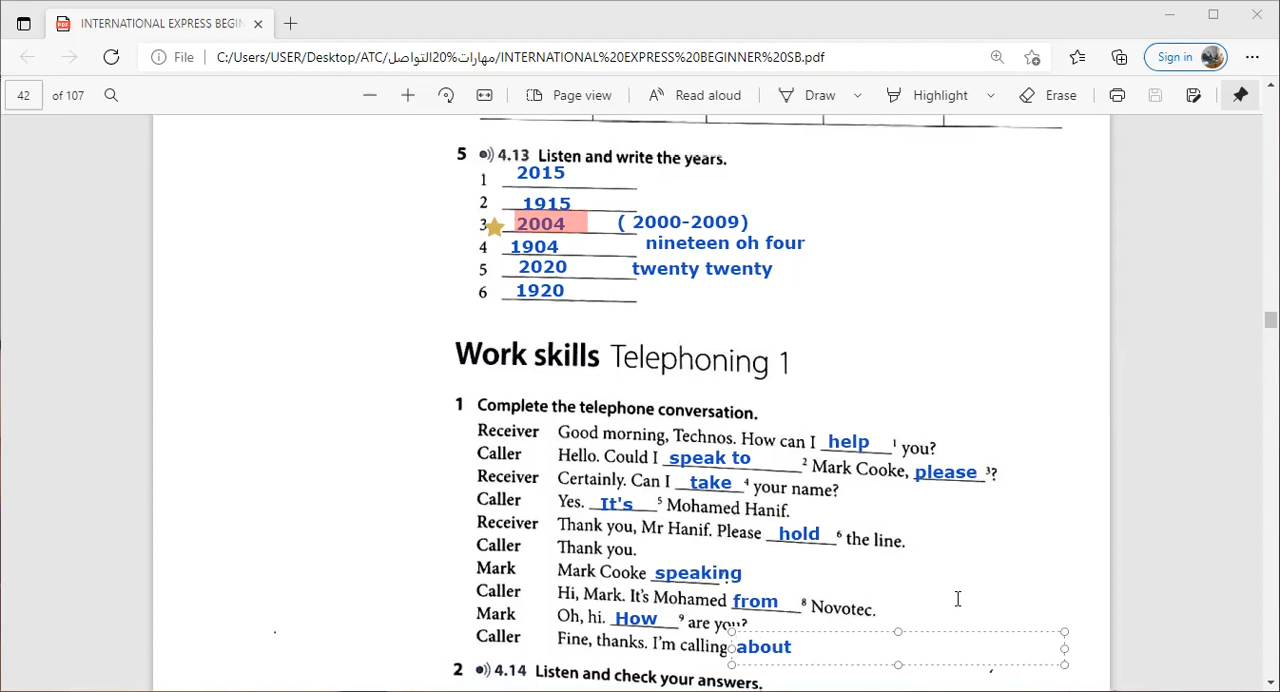 INTERNATIONAL EXPRESS BEGIN
File C:/Users/USER/Desktop/ATC/مهارات%20التواصل/INTERNATIONAL%20EXPRESS%20BEGINNER%20SB.pdf Sign in
42 of 107 Page view Read aloud Draw Highlight Erase
5 4.13 Listen and write the years.
1 2015
2 1915
3 2004 ( 2000-2009)
4 1904 nineteen oh four
5 2020 twenty twenty
6 1920
Work skills Telephoning 1
1 Complete the telephone conversation.
Receiver Good morning, Technos. How can I help 1 you?
Caller Hello. Could I speak to 2 Mark Cooke, please 3?
Receiver Certainly. Can I take 4 your name?
Caller Yes. It's 5 Mohamed Hanif.
Receiver Thank you, Mr Hanif. Please hold 6 the line.
Caller Thank you.
Mark Mark Cooke speaking
Caller Hi, Mark. It's Mohamed from 8 Novotec.
Mark Oh, hi. How 9 are you?
Caller Fine, thanks. I'm calling about
2 4.14 Listen and check your answers.